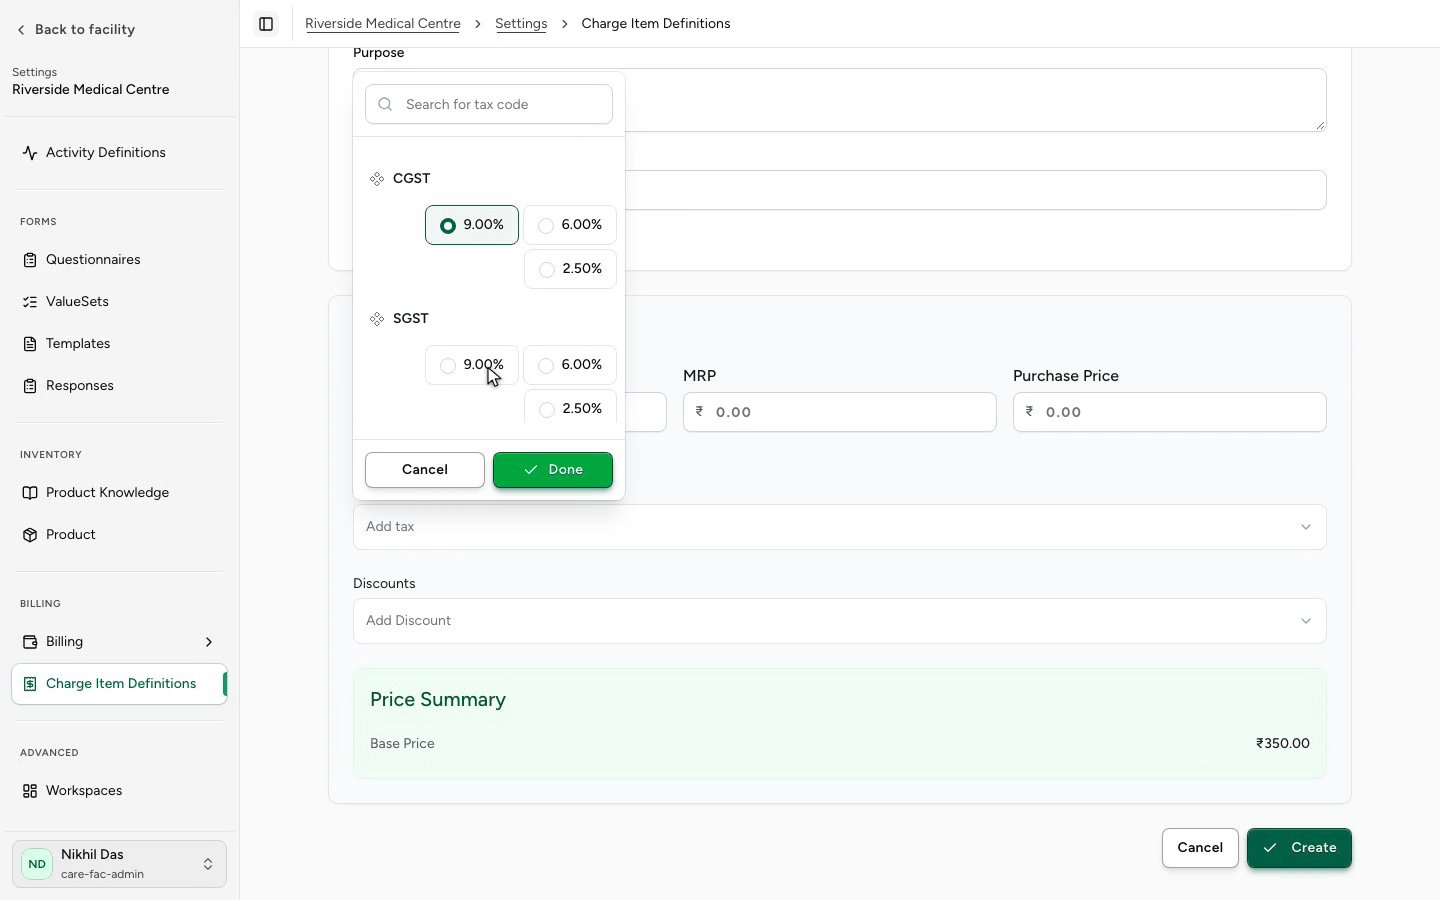 Back to facility
Settings
Riverside Medical Centre
Activity Definitions
FORMS
Questionnaires
ValueSets
Templates
Responses
INVENTORY
Product Knowledge
Product
BILLING
Billing
Charge Item Definitions
ADVANCED
Workspaces
ND
Nikhil Das
care-fac-admin
Riverside Medical Centre > Settings > Charge Item Definitions
Purpose
Search for tax code
CGST
9.00% 6.00%
2.50%
SGST
9.00% 6.00%
2.50%
Cancel Done
MRP Purchase Price
₹ 0.00 ₹ 0.00
Add tax
Discounts
Add Discount
Price Summary
Base Price ₹350.00
Cancel Create